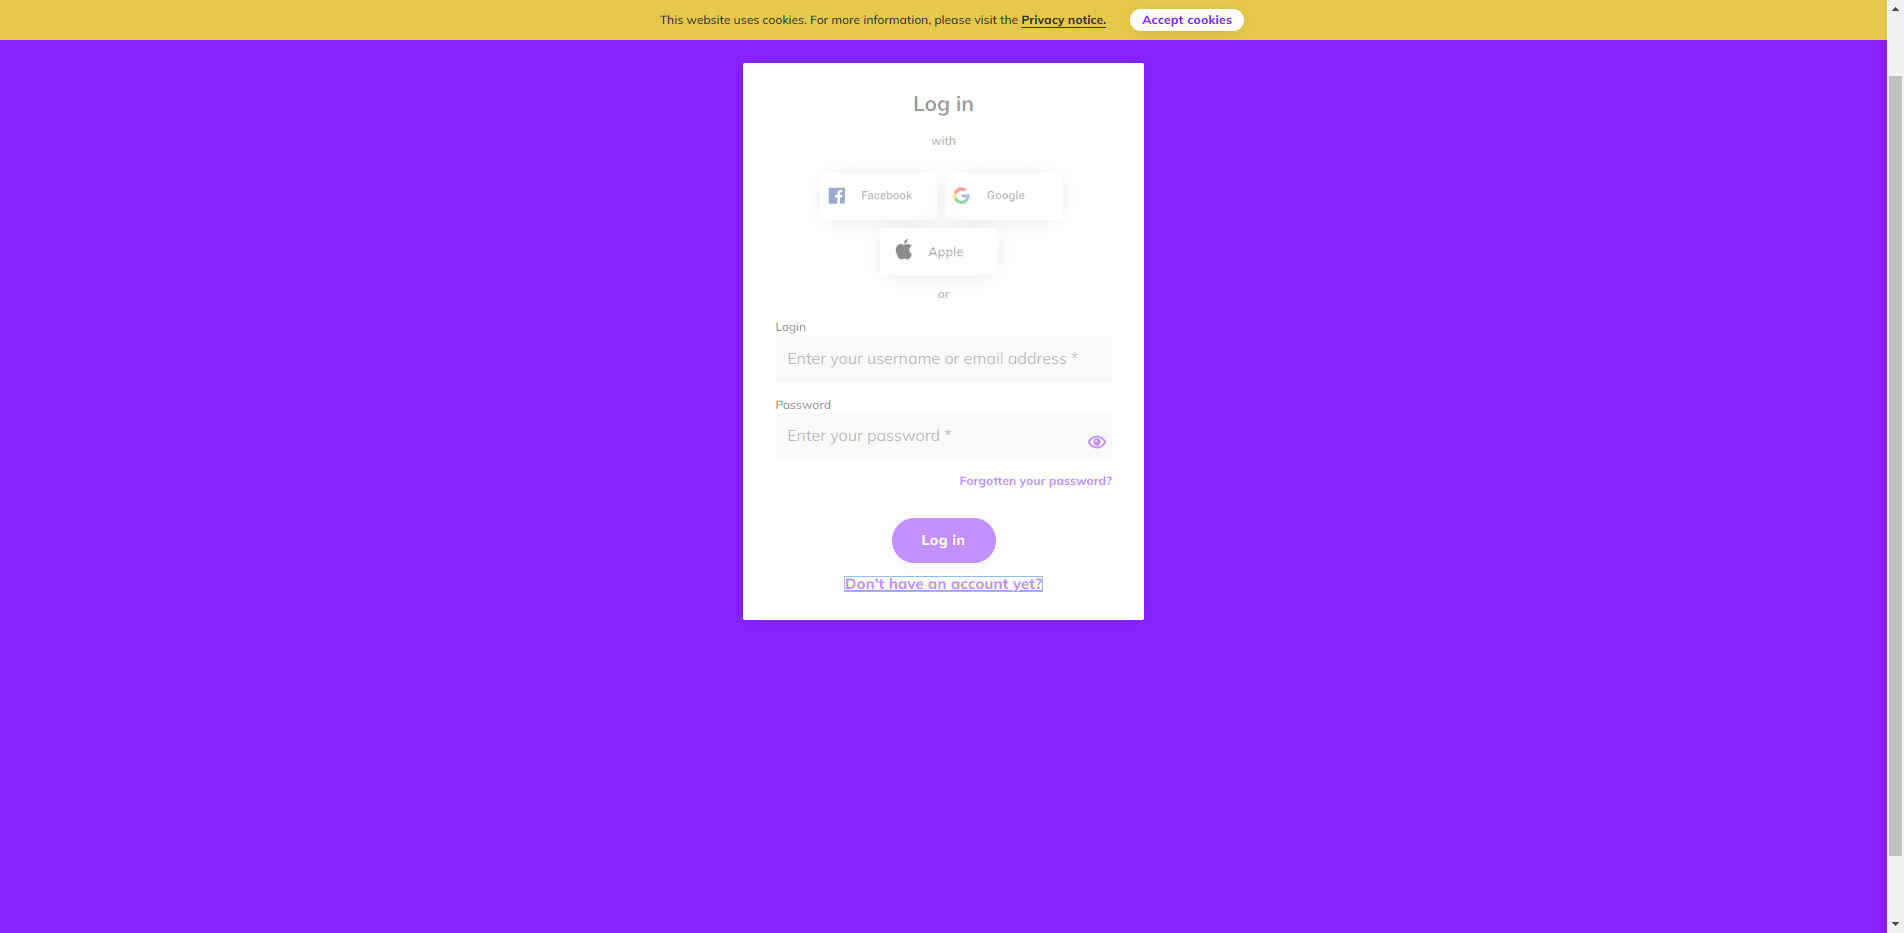 This website uses cookies. For more information, please visit the Privacy notice. Accept cookies
Log in
with
Facebook Google
Apple
or
Login
Enter your username or email address *
Password
Enter your password *
Forgotten your password?
Log in
Don't have an account yet?